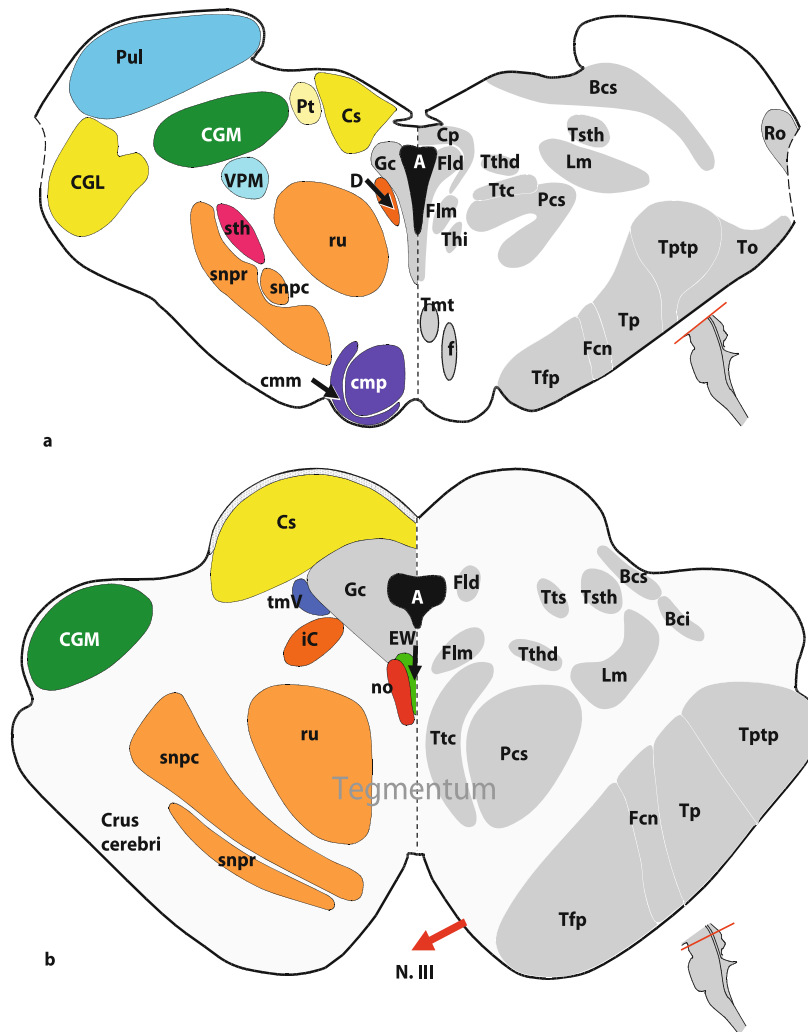 Pul
Bcs
Pt
Cs
CGM
Cp
Tsth
Ro
Gc
A
Fld
Tthd
Lm
CGL
VPM
D
Ttc
Pcs
Flm
sth
ru
Thi
Tptp
To
snpr
snpc
Tmt
Tp
f
Fcn
cmm
cmp
Tfp
a
Cs
Gc
Fld
Bcs
tmV
A
Tts
Tsth
Bci
CGM
iC
EW
Flm
Tthd
Lm
no
ru
Ttc
Tptp
snpc
Pcs
Tegmentum
Crus
cerebri
Fcn
Tp
snpr
Tfp
b
N. III